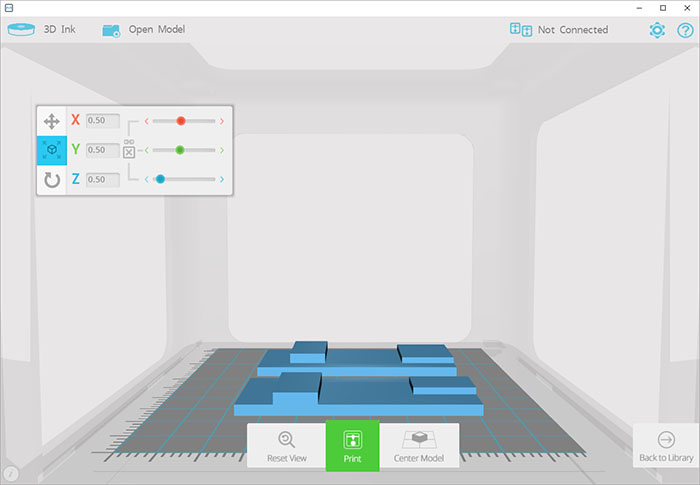 3D Ink
Open Model
Not Connected
X 0.50
Y 0.50
Z 0.50
Reset View
Print
Center Model
Back to Library